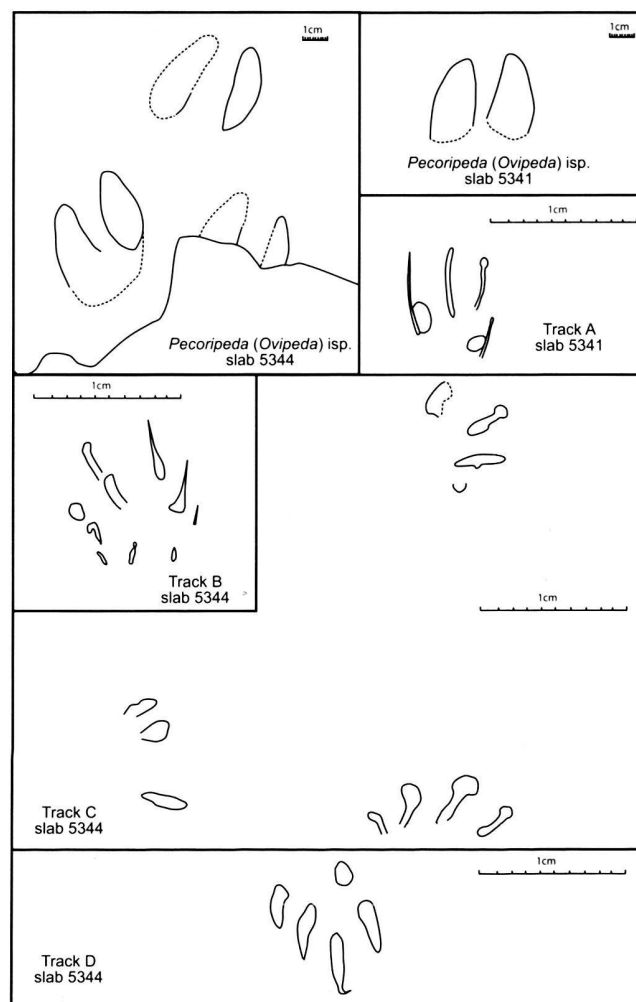 1cm
Pecoripeda (Ovipeda) isp.
slab 5344
1cm
Pecoripeda (Ovipeda) isp.
slab 5341
1cm
Track A
slab 5341
1cm
Track B
slab 5344
1cm
Track C
slab 5344
1cm
Track D
slab 5344